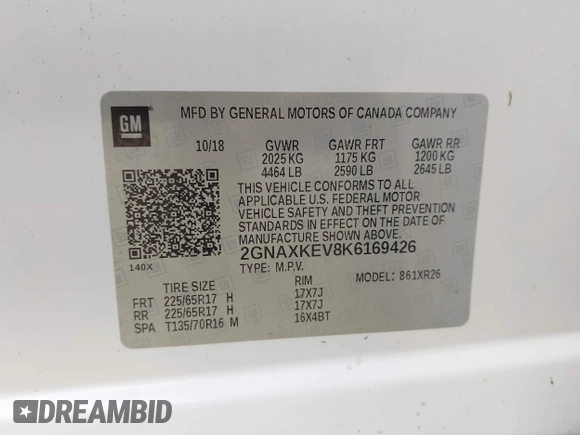 GM
MFD BY GENERAL MOTORS OF CANADA COMPANY
10/18 GVWR GAWR FRT GAWR RR
2025 KG 1175 KG 1200 KG
4464 LB 2590 LB 2645 LB
THIS VEHICLE CONFORMS TO ALL
APPLICABLE U.S. FEDERAL MOTOR
VEHICLE SAFETY AND THEFT PREVENTION
STANDARDS IN EFFECT ON THE DATE OF
MANUFACTURE SHOWN ABOVE.
140X
2GNAXKEV8K6169426
TYPE: M.P.V. MODEL: 861XR26
TIRE SIZE RIM
FRT 225/65R17 H 17X7J
RR 225/65R17 H 17X7J
SPA T135/70R16 M 16X4BT
DREAMBID